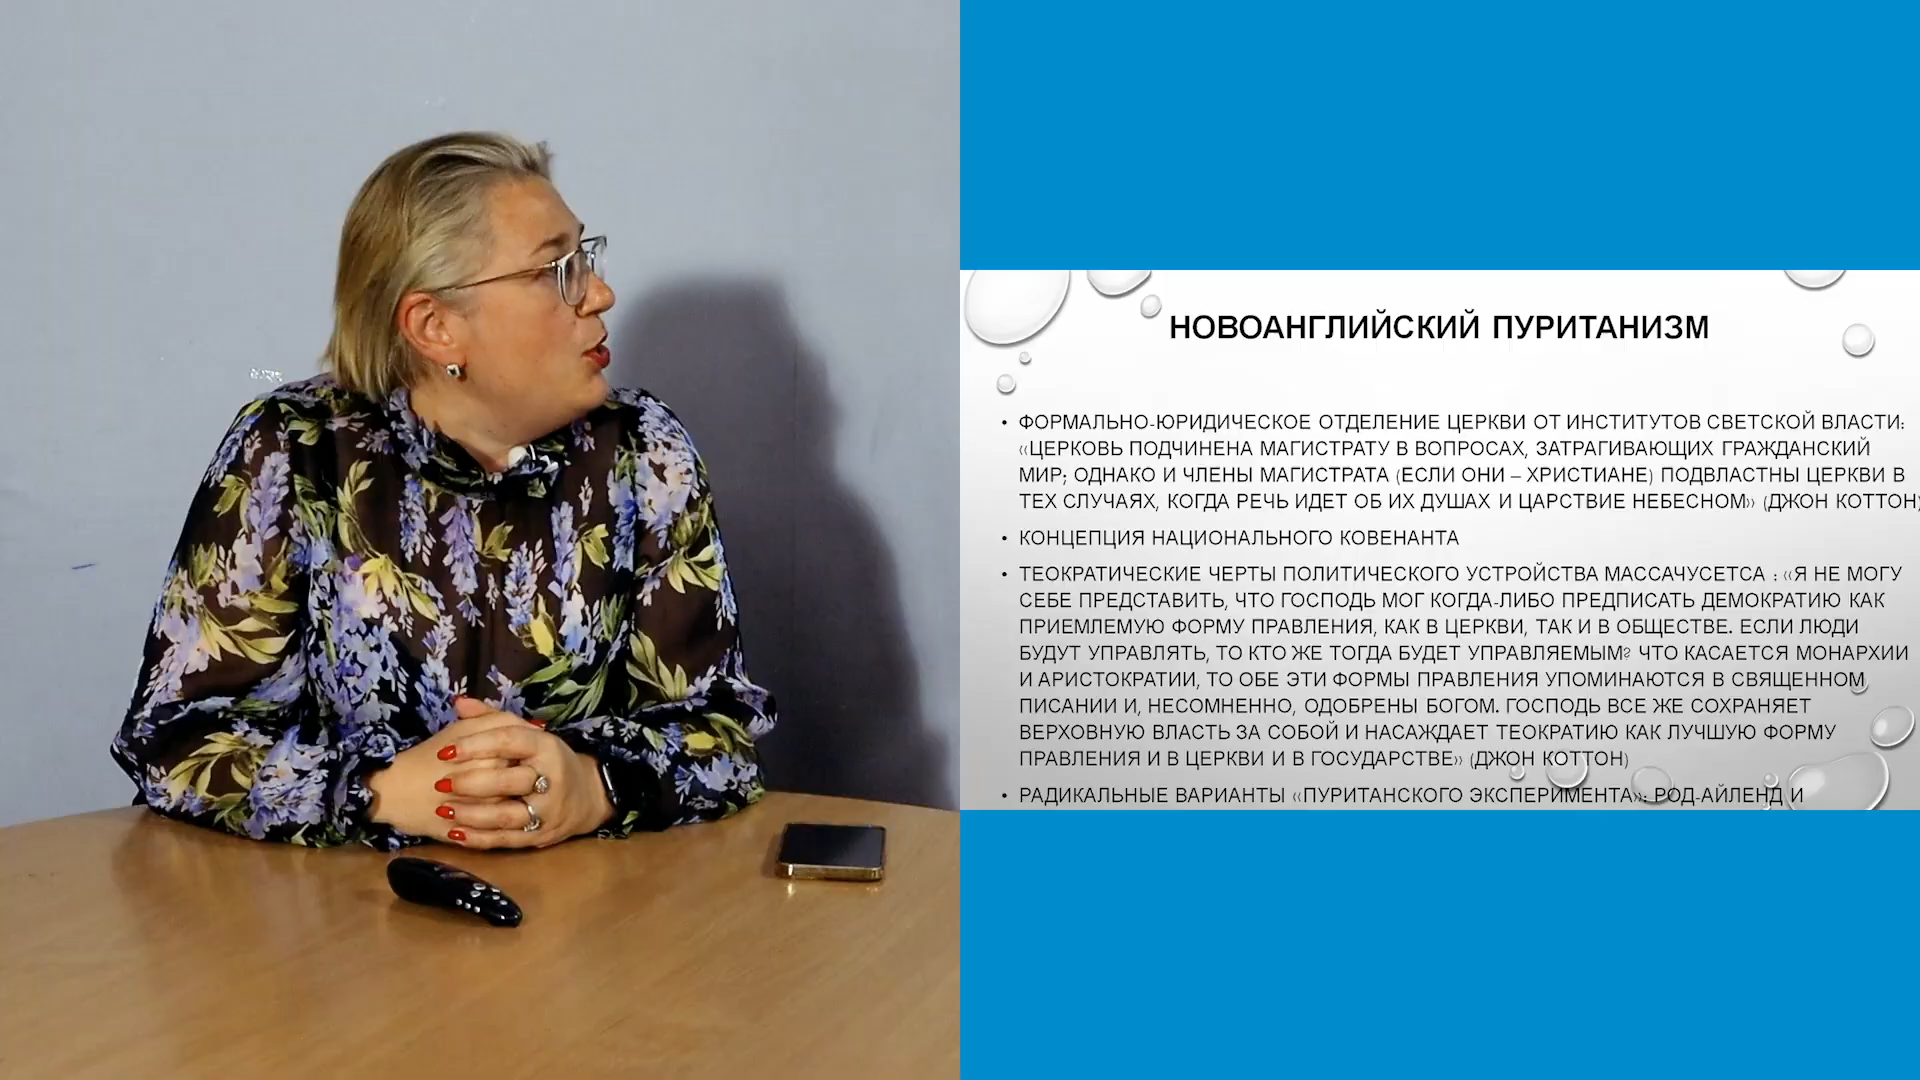 НОВОАНГЛИЙСКИЙ ПУРИТАНИЗМ
• ФОРМАЛЬНО-ЮРИДИЧЕСКОЕ ОТДЕЛЕНИЕ ЦЕРКВИ ОТ ИНСТИТУТОВ СВЕТСКОЙ ВЛАСТИ:
«ЦЕРКОВЬ ПОДЧИНЕНА МАГИСТРАТУ В ВОПРОСАХ, ЗАТРАГИВАЮЩИХ ГРАЖДАНСКИЙ
МИР; ОДНАКО И ЧЛЕНЫ МАГИСТРАТА (ЕСЛИ ОНИ – ХРИСТИАНЕ) ПОДВЛАСТНЫ ЦЕРКВИ В
ТЕХ СЛУЧАЯХ, КОГДА РЕЧЬ ИДЕТ ОБ ИХ ДУШАХ И ЦАРСТВИЕ НЕБЕСНОМ» (ДЖОН КОТТОН)
• КОНЦЕПЦИЯ НАЦИОНАЛЬНОГО КОВЕНАНТА
• ТЕОКРАТИЧЕСКИЕ ЧЕРТЫ ПОЛИТИЧЕСКОГО УСТРОЙСТВА МАССАЧУСЕТСА : «Я НЕ МОГУ
СЕБЕ ПРЕДСТАВИТЬ, ЧТО ГОСПОДЬ МОГ КОГДА-ЛИБО ПРЕДПИСАТЬ ДЕМОКРАТИЮ КАК
ПРИЕМЛЕМУЮ ФОРМУ ПРАВЛЕНИЯ, КАК В ЦЕРКВИ, ТАК И В ОБЩЕСТВЕ. ЕСЛИ ЛЮДИ
БУДУТ УПРАВЛЯТЬ, ТО КТО ЖЕ ТОГДА БУДЕТ УПРАВЛЯЕМЫМ? ЧТО КАСАЕТСЯ МОНАРХИИ
И АРИСТОКРАТИИ, ТО ОБЕ ЭТИ ФОРМЫ ПРАВЛЕНИЯ УПОМИНАЮТСЯ В СВЯЩЕННОМ
ПИСАНИИ И, НЕСОМНЕННО, ОДОБРЕНЫ БОГОМ. ГОСПОДЬ ВСЕ ЖЕ СОХРАНЯЕТ
ВЕРХОВНУЮ ВЛАСТЬ ЗА СОБОЙ И НАСАЖДАЕТ ТЕОКРАТИЮ КАК ЛУЧШУЮ ФОРМУ
ПРАВЛЕНИЯ И В ЦЕРКВИ И В ГОСУДАРСТВЕ» (ДЖОН КОТТОН)
• РАДИКАЛЬНЫЕ ВАРИАНТЫ «ПУРИТАНСКОГО ЭКСПЕРИМЕНТА»: РОД-АЙЛЕНД И